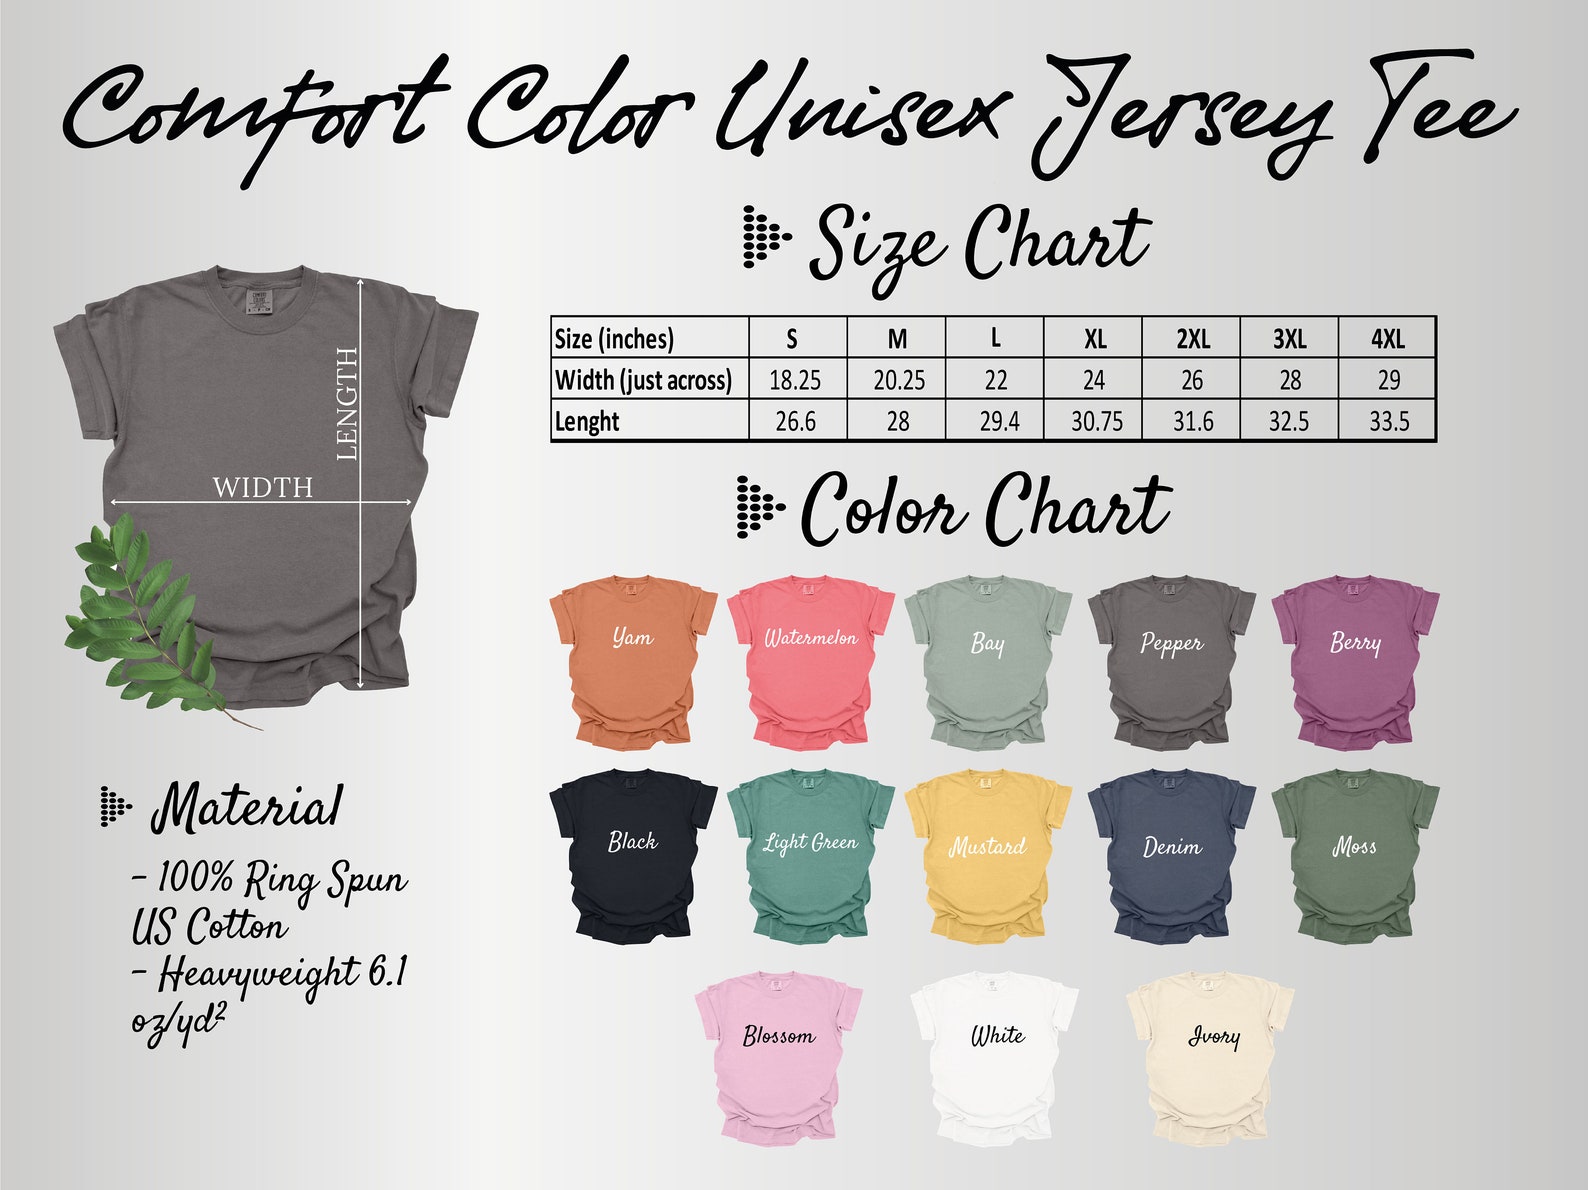 Comfort Color Unisex Jersey Tee
Size Chart
Size (inches) S M L XL 2XL 3XL 4XL
Width (just across) 18.25 20.25 22 24 26 28 29
Lenght 26.6 28 29.4 30.75 31.6 32.5 33.5
LENGTH
WIDTH
Color Chart
Yam Watermelon Bay Pepper Berry
Black Light Green Mustard Denim Moss
Blossom White Ivory
Material
- 100% Ring Spun
US Cotton
- Heavyweight 6.1
oz/yd²